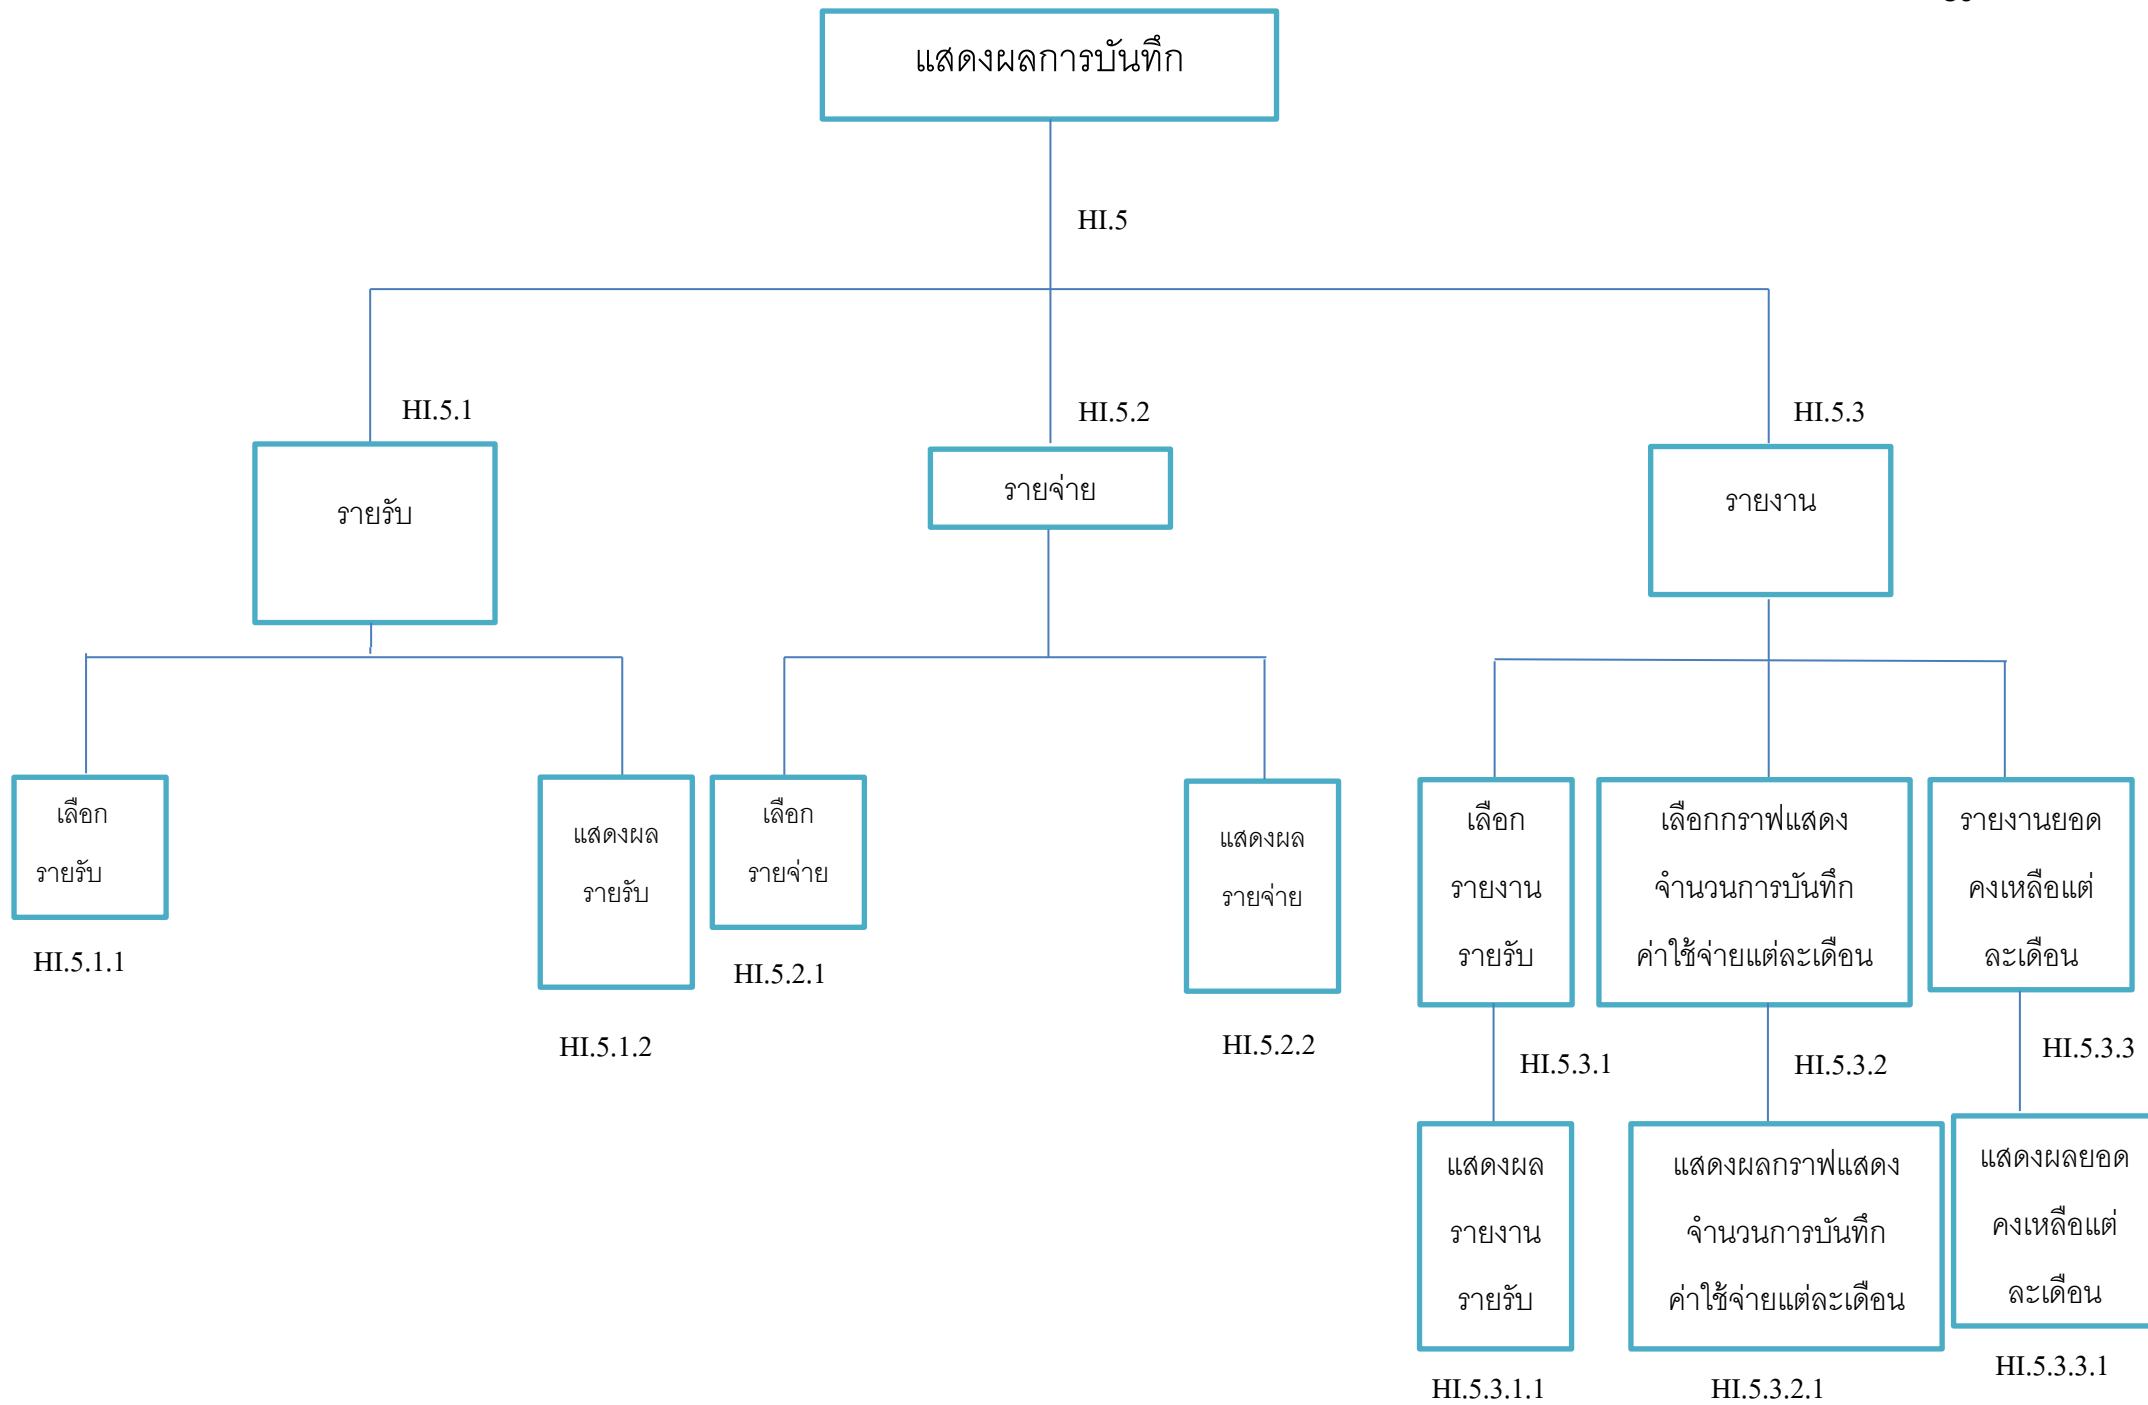 แสดงผลการบันทึก
HI.5
HI.5.1
HI.5.2
HI.5.3
รายรับ
รายจ่าย
รายงาน
เลือก
รายรับ
HI.5.1.1
แสดงผล
รายรับ
HI.5.1.2
เลือก
รายจ่าย
HI.5.2.1
แสดงผล
รายจ่าย
HI.5.2.2
เลือก
รายงาน
รายรับ
HI.5.3.1
เลือกกราฟแสดง
จำนวนการบันทึก
ค่าใช้จ่ายแต่ละเดือน
HI.5.3.2
รายงานยอด
คงเหลือแต่
ละเดือน
HI.5.3.3
แสดงผล
รายงาน
รายรับ
HI.5.3.1.1
แสดงผลกราฟแสดง
จำนวนการบันทึก
ค่าใช้จ่ายแต่ละเดือน
HI.5.3.2.1
แสดงผลยอด
คงเหลือแต่
ละเดือน
HI.5.3.3.1